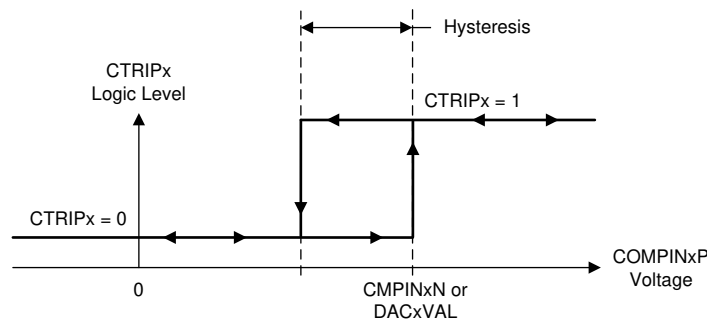 Hysteresis
CTRIPx
Logic Level
CTRIPx = 1
CTRIPx = 0
COMPINxP
Voltage
0
CMPINxN or
DACxVAL